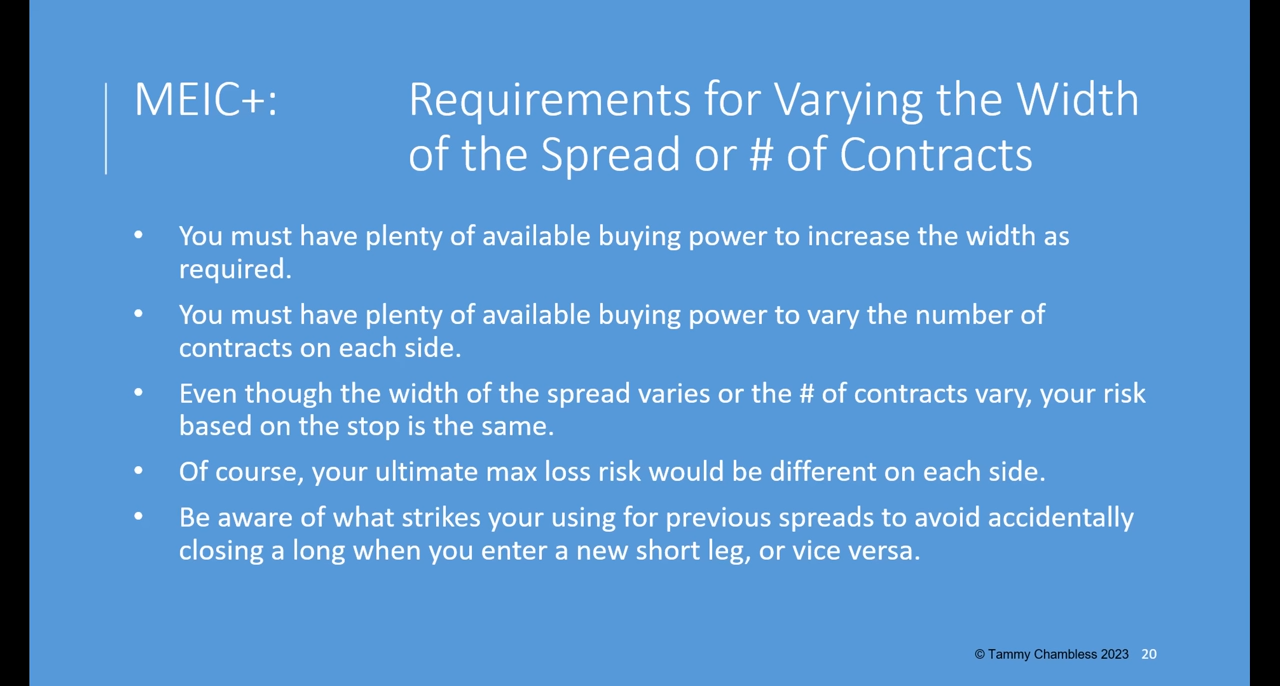 MEIC+: Requirements for Varying the Width
of the Spread or # of Contracts
• You must have plenty of available buying power to increase the width as
required.
• You must have plenty of available buying power to vary the number of
contracts on each side.
• Even though the width of the spread varies or the # of contracts vary, your risk
based on the stop is the same.
• Of course, your ultimate max loss risk would be different on each side.
• Be aware of what strikes your using for previous spreads to avoid accidentally
closing a long when you enter a new short leg, or vice versa.
© Tammy Chambless 2023 20